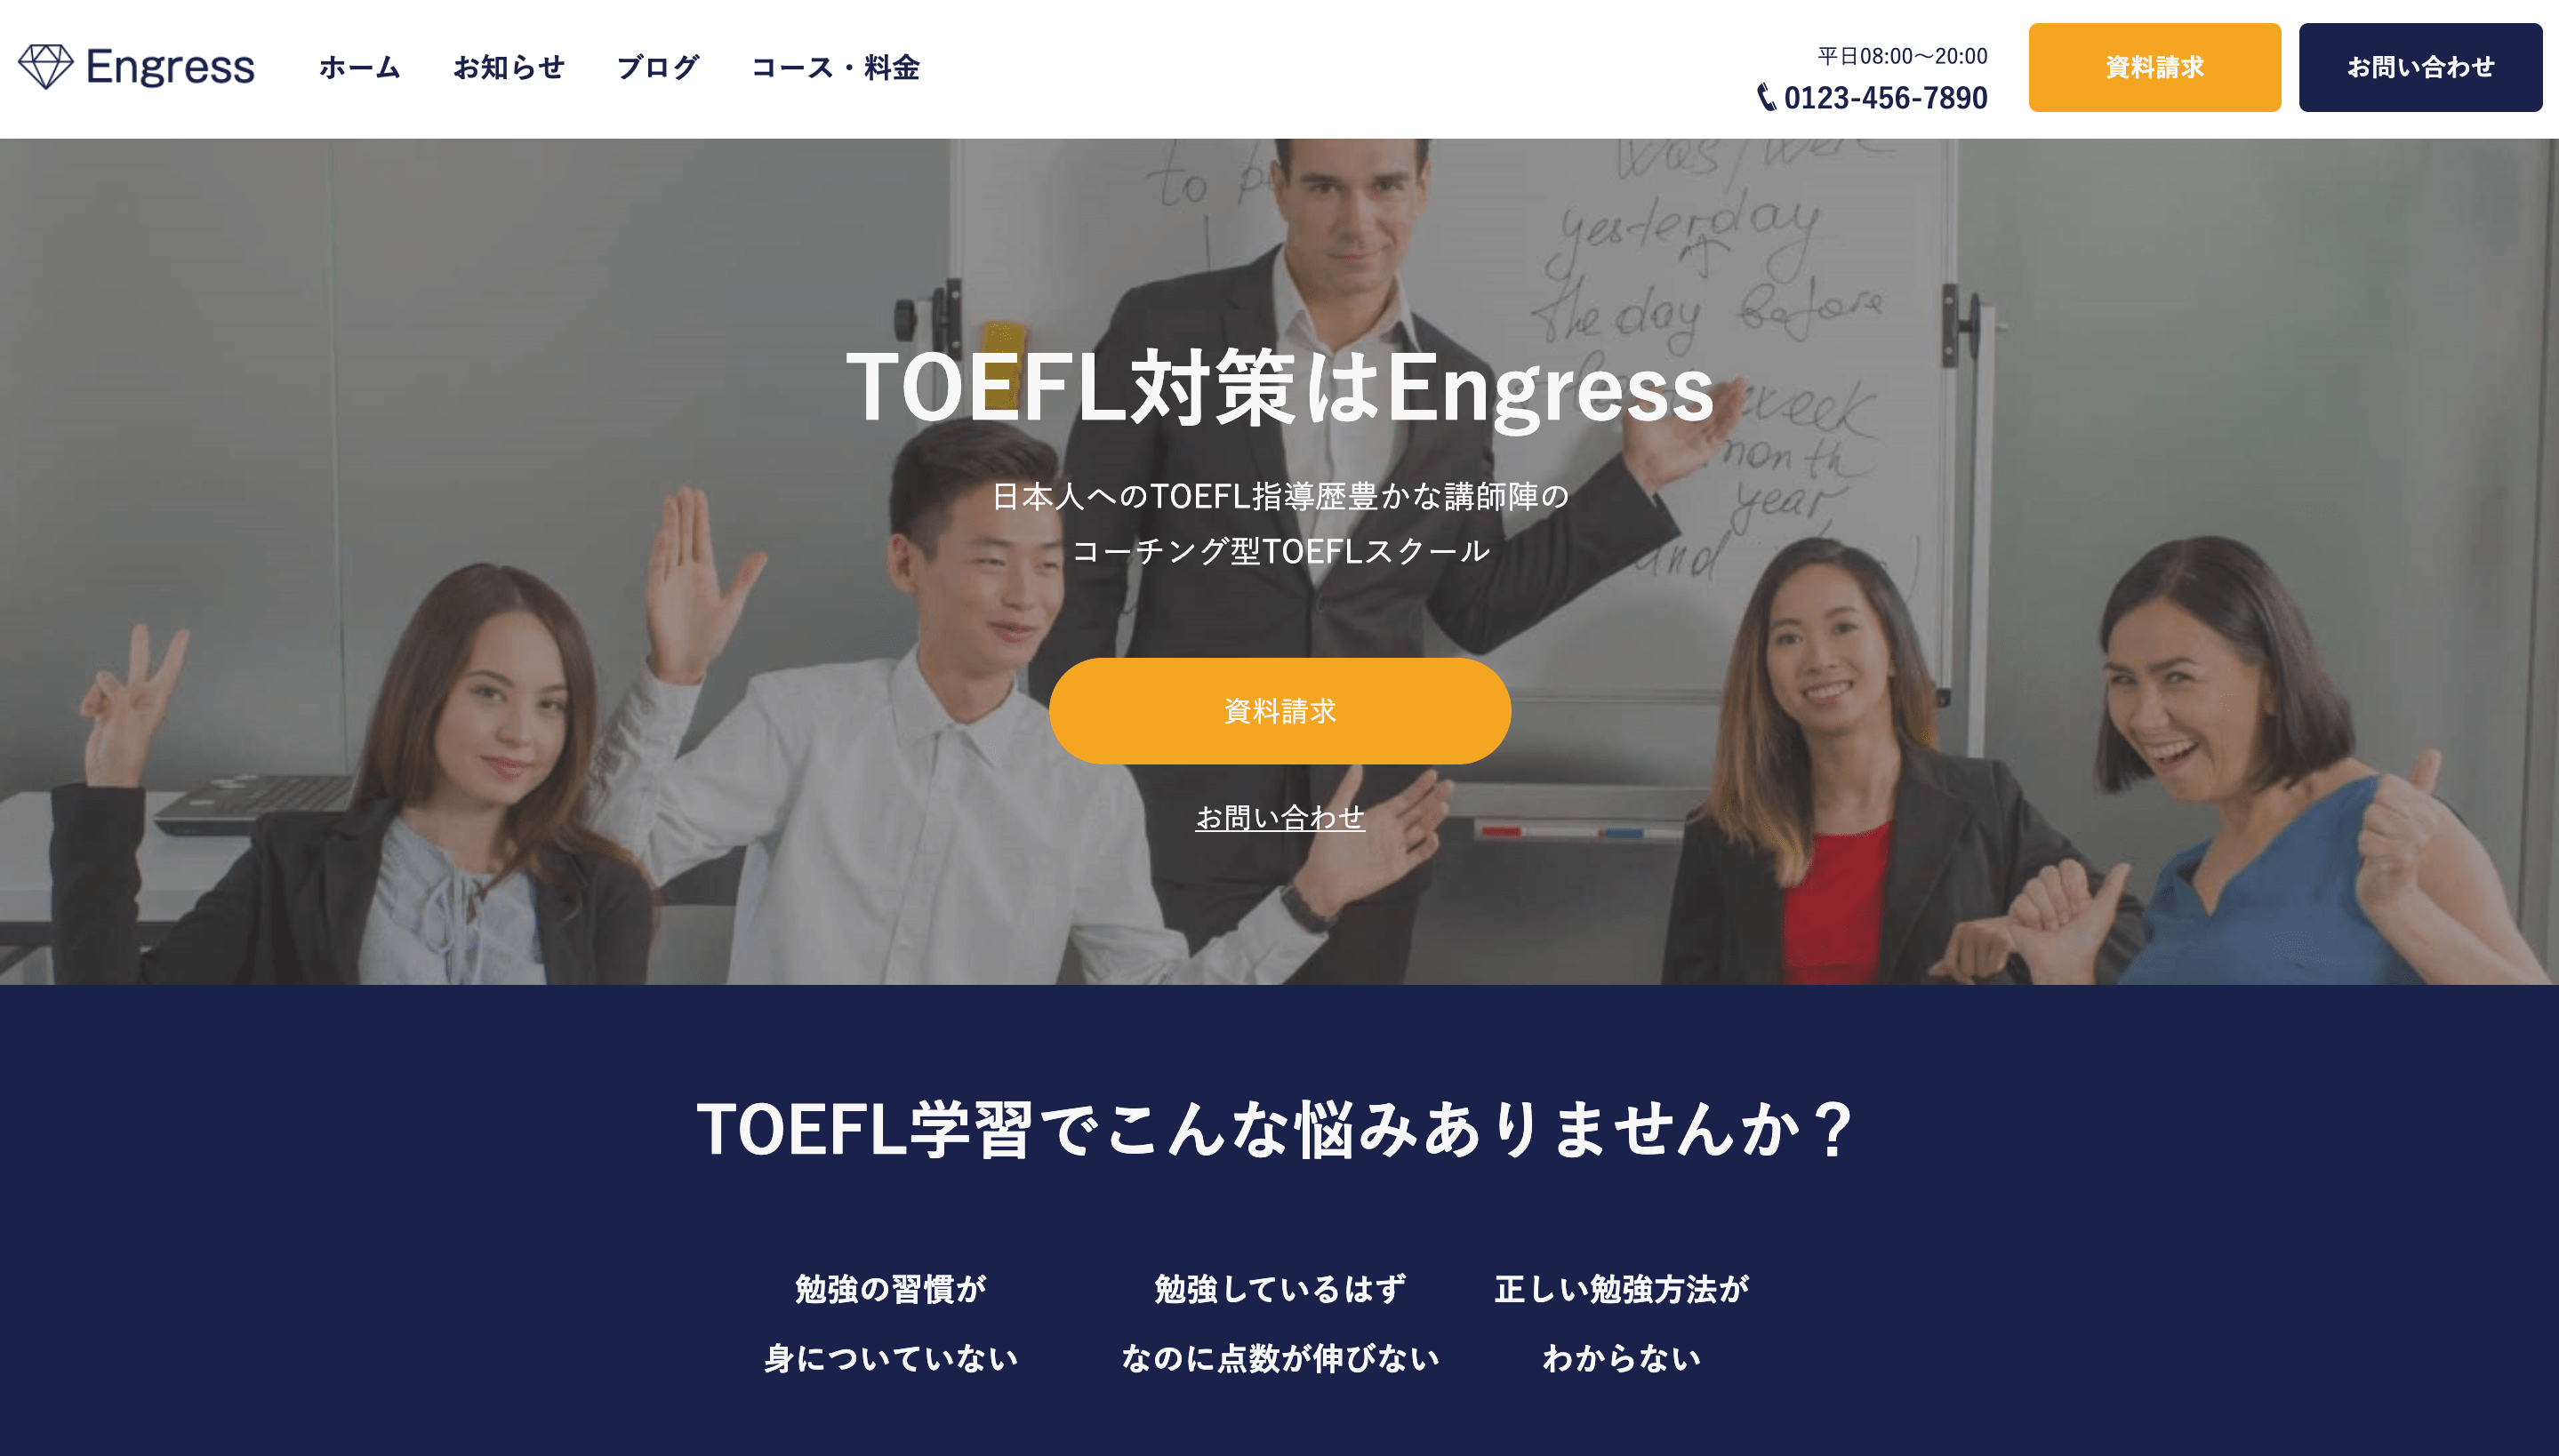 Engress
ホーム
お知らせ
ブログ
コース・料金
平日08:00〜20:00
0123-456-7890
資料請求
お問い合わせ
to
was/were
yesterday
the day before
week
month
year
TOEFL対策はEngress
日本人へのTOEFL指導歴豊かな講師陣の
コーチング型TOEFLスクール
資料請求
お問い合わせ
TOEFL学習でこんな悩みありませんか？
勉強の習慣が
身についていない
勉強しているはず
なのに点数が伸びない
正しい勉強方法が
わからない